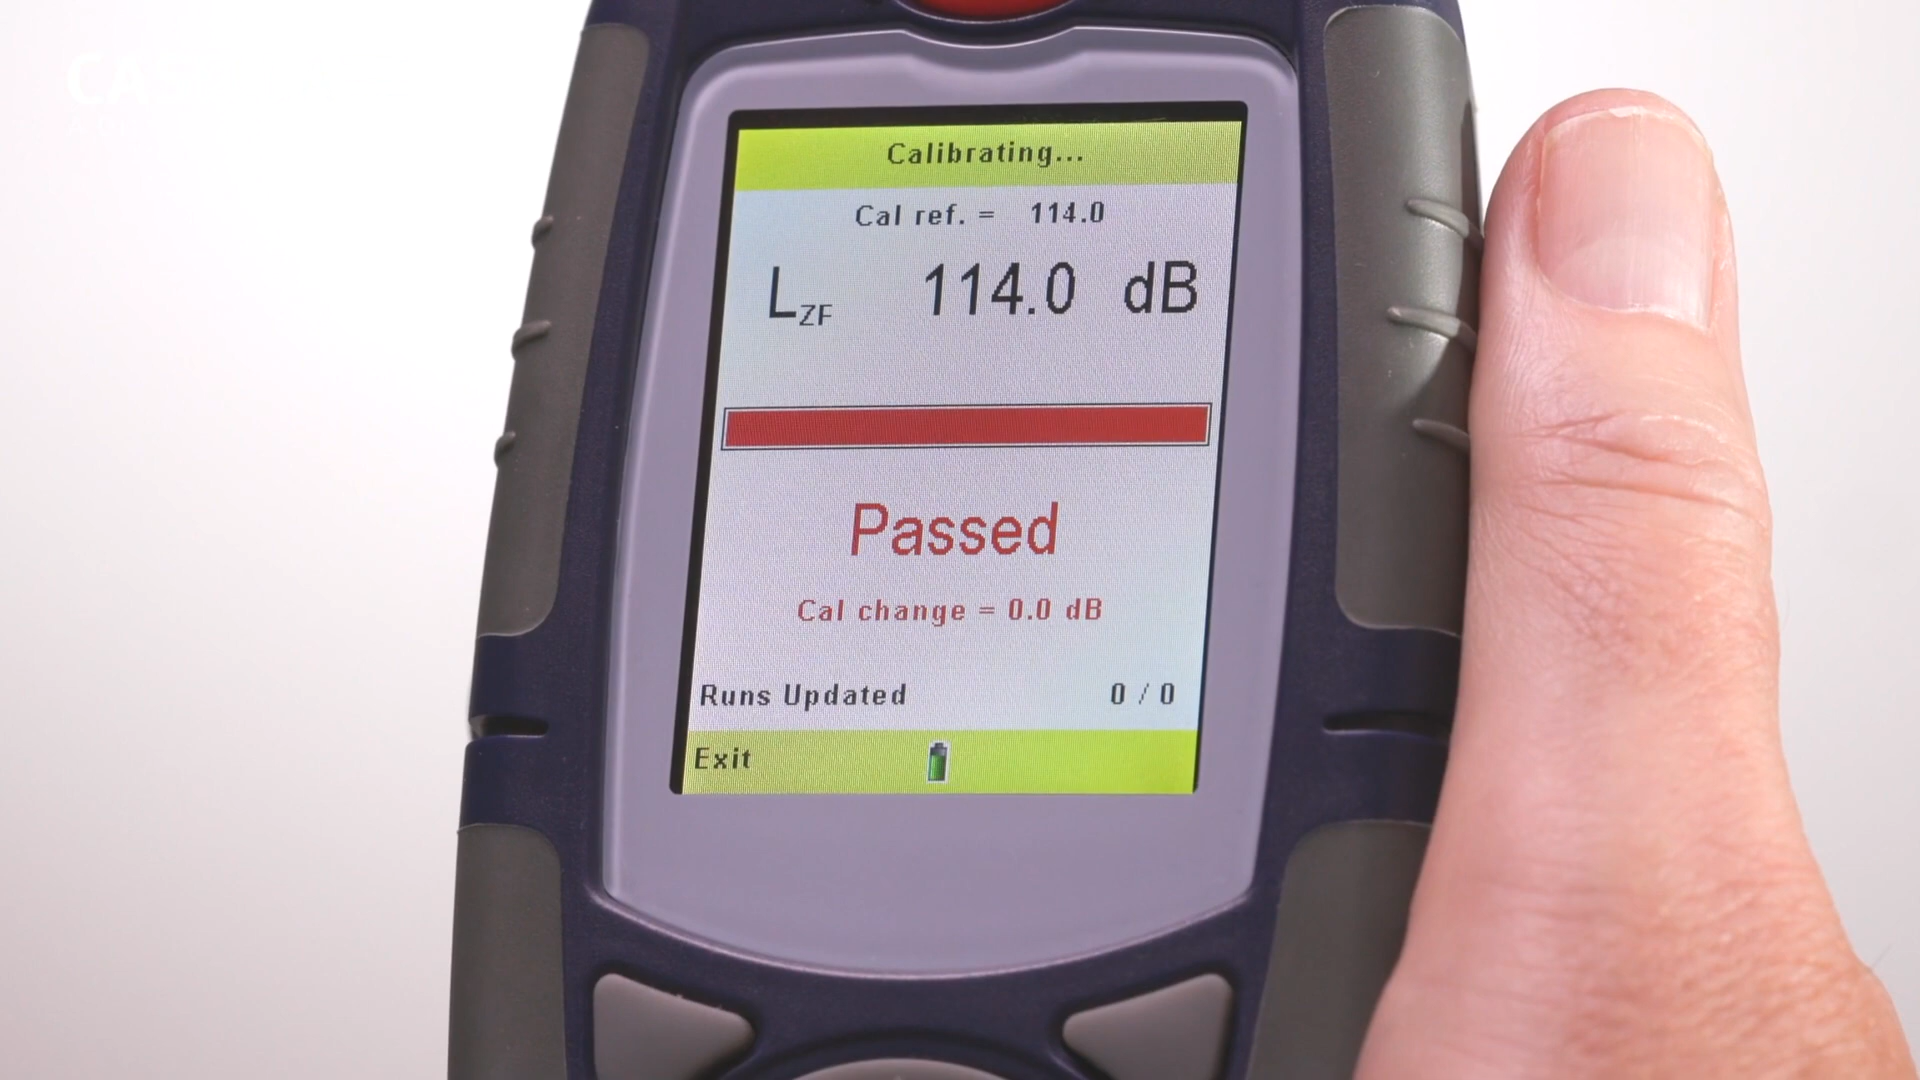 Calibrating...
Cal ref. = 114.0
LZF 114.0 dB
Passed
Cal change = 0.0 dB
Runs Updated 0 / 0
Exit